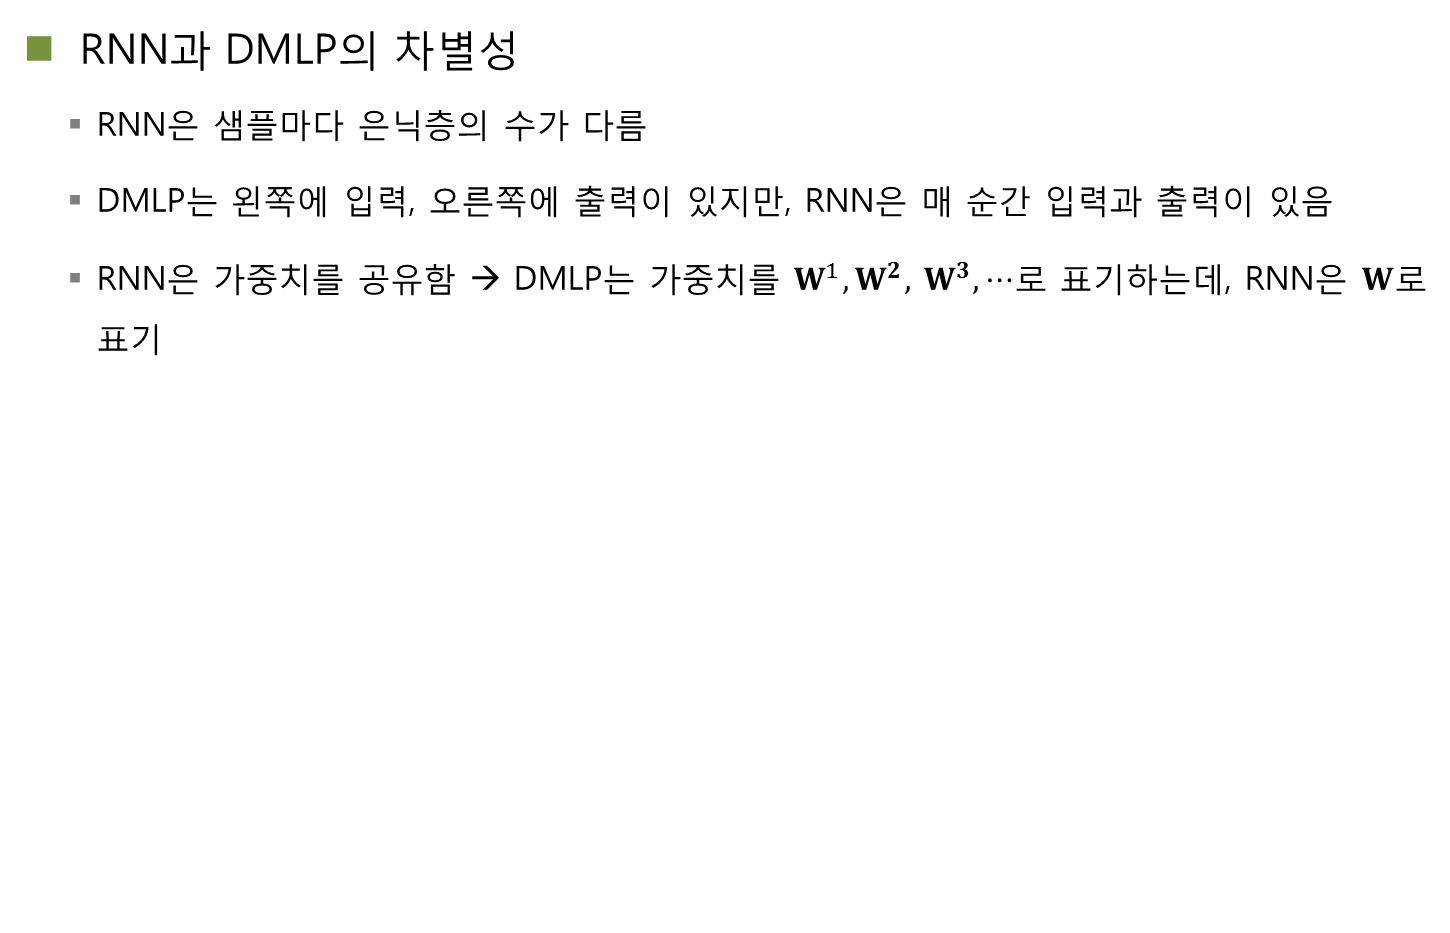 RNN과 DMLP의 차별성
RNN은 샘플마다 은닉층의 수가 다름
DMLP는 왼쪽에 입력, 오른쪽에 출력이 있지만, RNN은 매 순간 입력과 출력이 있음
RNN은 가중치를 공유함 → DMLP는 가중치를 W¹, W², W³, ⋯로 표기하는데, RNN은 W로
표기